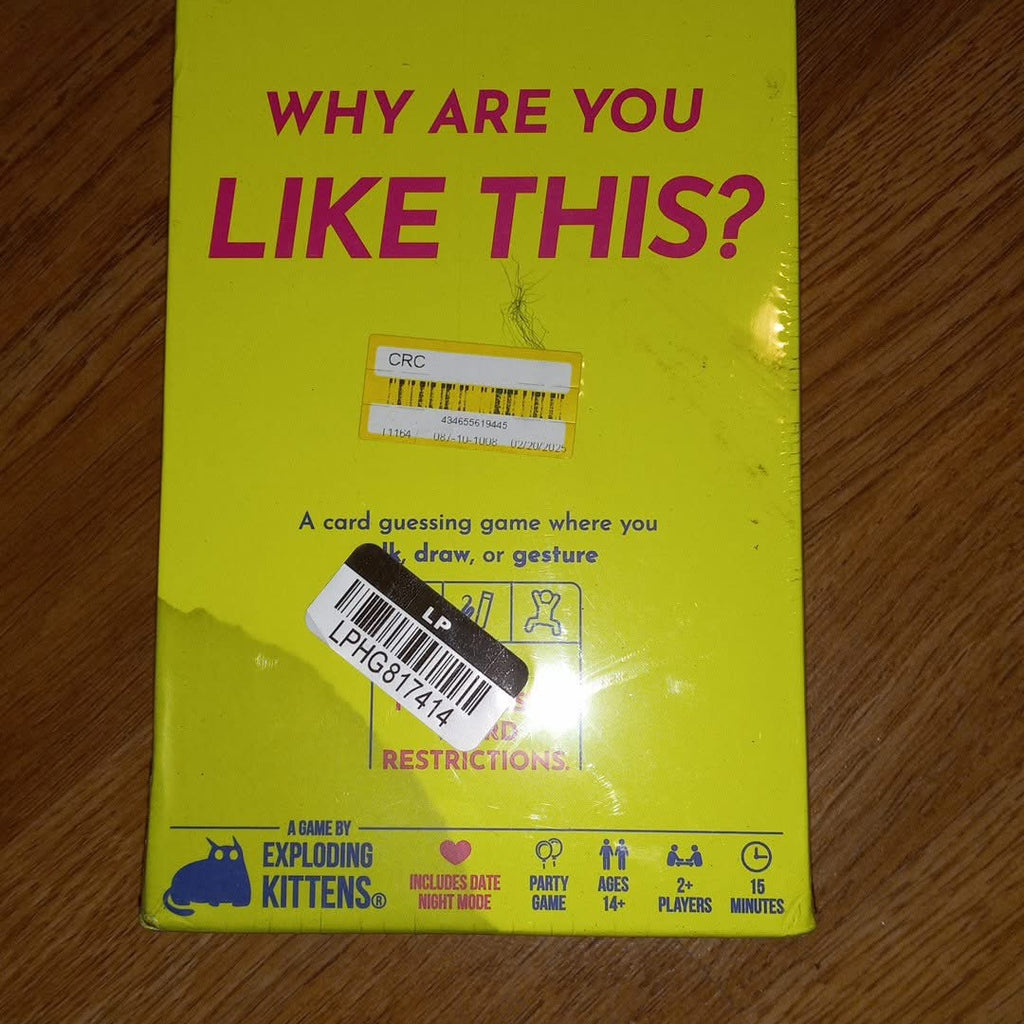 WHY ARE YOU
LIKE THIS?
CRC
434655619445
L1164 087-10-1008 02/20/2025
A card guessing game where you
draw, or gesture
LP
LPHG817414
RESTRICTIONS.
A GAME BY
EXPLODING
KITTENS®
INCLUDES DATE
NIGHT MODE
PARTY
GAME
AGES
14+
2+
PLAYERS
15
MINUTES